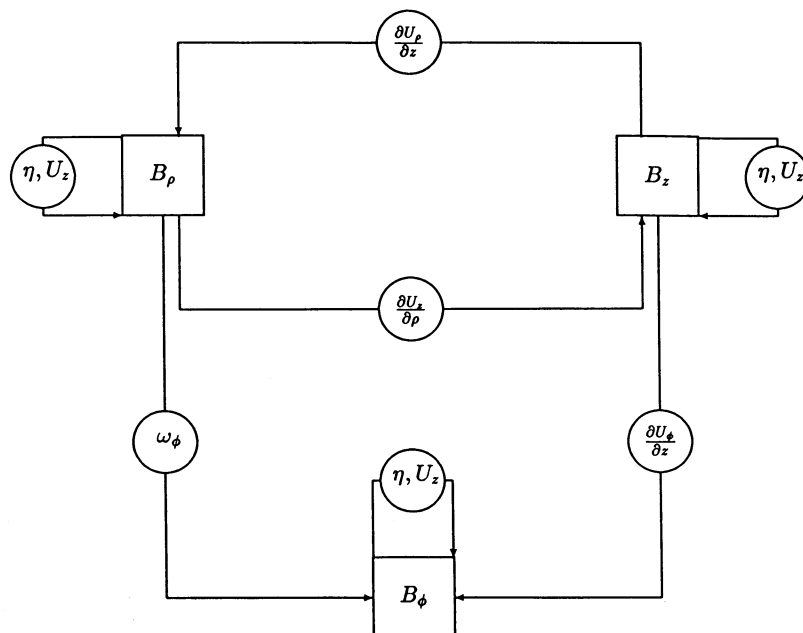 ∂U_ρ/∂z
η, U_z
B_ρ
B_z
η, U_z
∂U_z/∂ρ
ω_ϕ
η, U_z
∂U_ϕ/∂z
B_ϕ